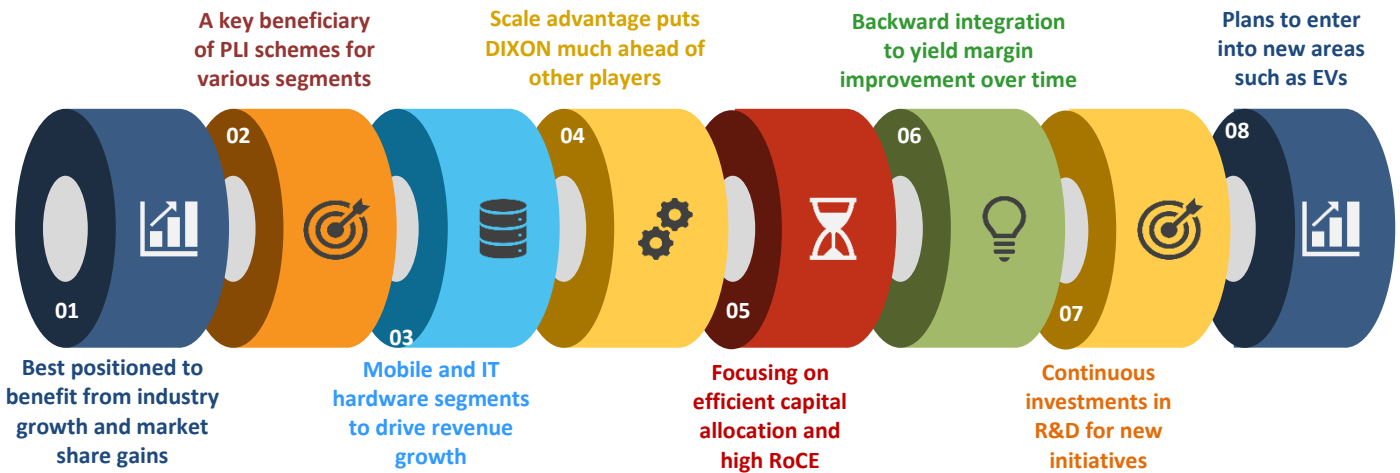 01
Best positioned to
benefit from industry
growth and market
share gains
A key beneficiary
of PLI schemes for
various segments
02
03
Mobile and IT
hardware segments
to drive revenue
growth
Scale advantage puts
DIXON much ahead of
other players
04
05
Focusing on
efficient capital
allocation and
high RoCE
Backward integration
to yield margin
improvement over time
06
07
Continuous
investments in
R&D for new
initiatives
Plans to enter
into new areas
such as EVs
08